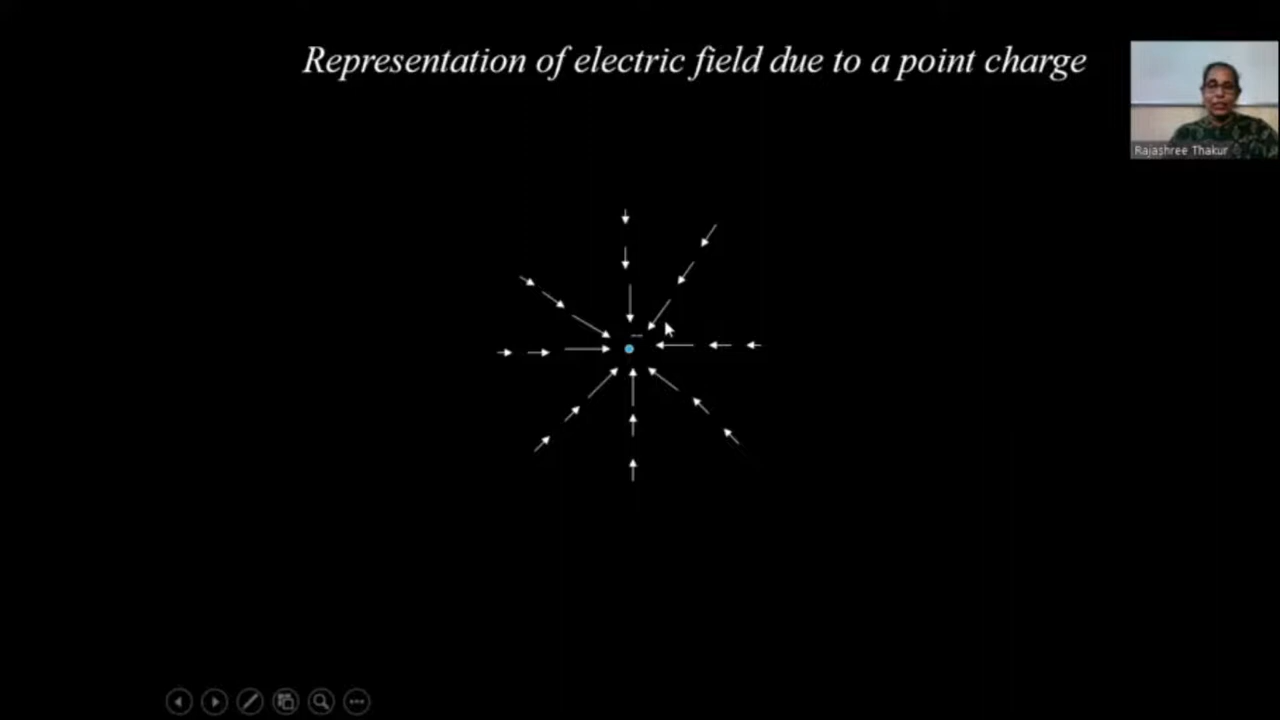 Representation of electric field due to a point charge
Rajashree Thakur